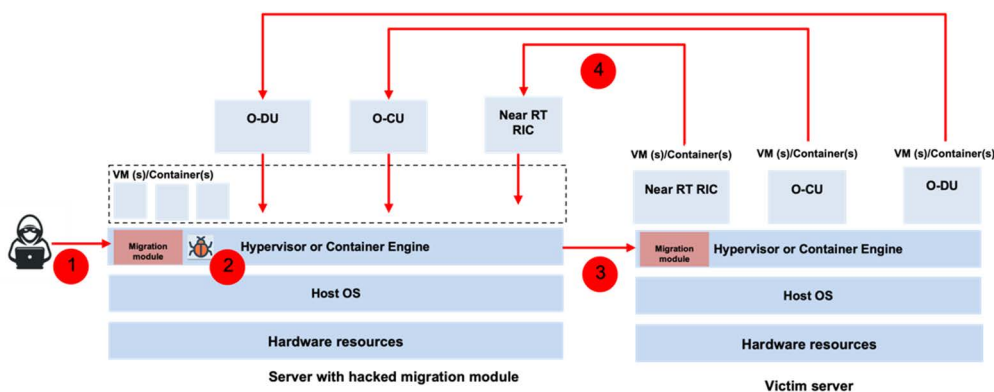 4
O-DU
O-CU
Near RT
RIC
VM (s)/Container(s)
VM (s)/Container(s)
VM (s)/Container(s)
VM (s)/Container(s)
Near RT RIC
O-CU
O-DU
1
Migration
module
2
Hypervisor or Container Engine
3
Migration
module
Hypervisor or Container Engine
Host OS
Host OS
Hardware resources
Hardware resources
Server with hacked migration module
Victim server